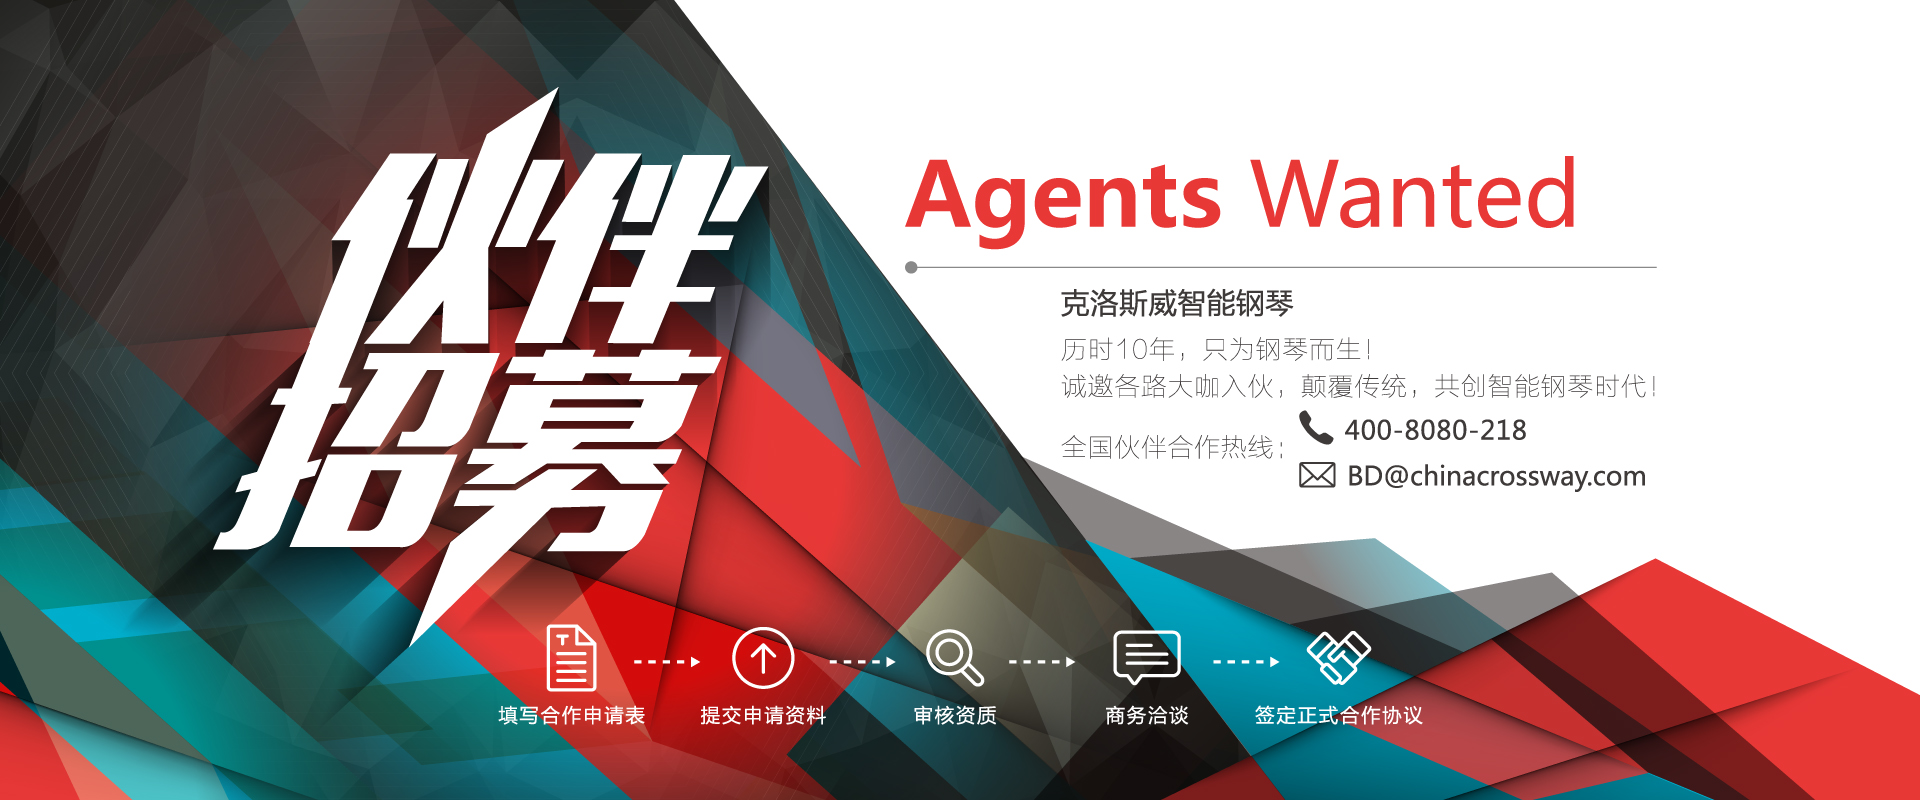 伙伴
招募
Agents Wanted
克洛斯威智能钢琴
历时10年，只为钢琴而生！
诚邀各路大咖入伙，颠覆传统，共创智能钢琴时代！
全国伙伴合作热线：
400-8080-218
BD@chinacrossway.com
T
填写合作申请表
提交申请资料
审核资质
商务洽谈
签定正式合作协议